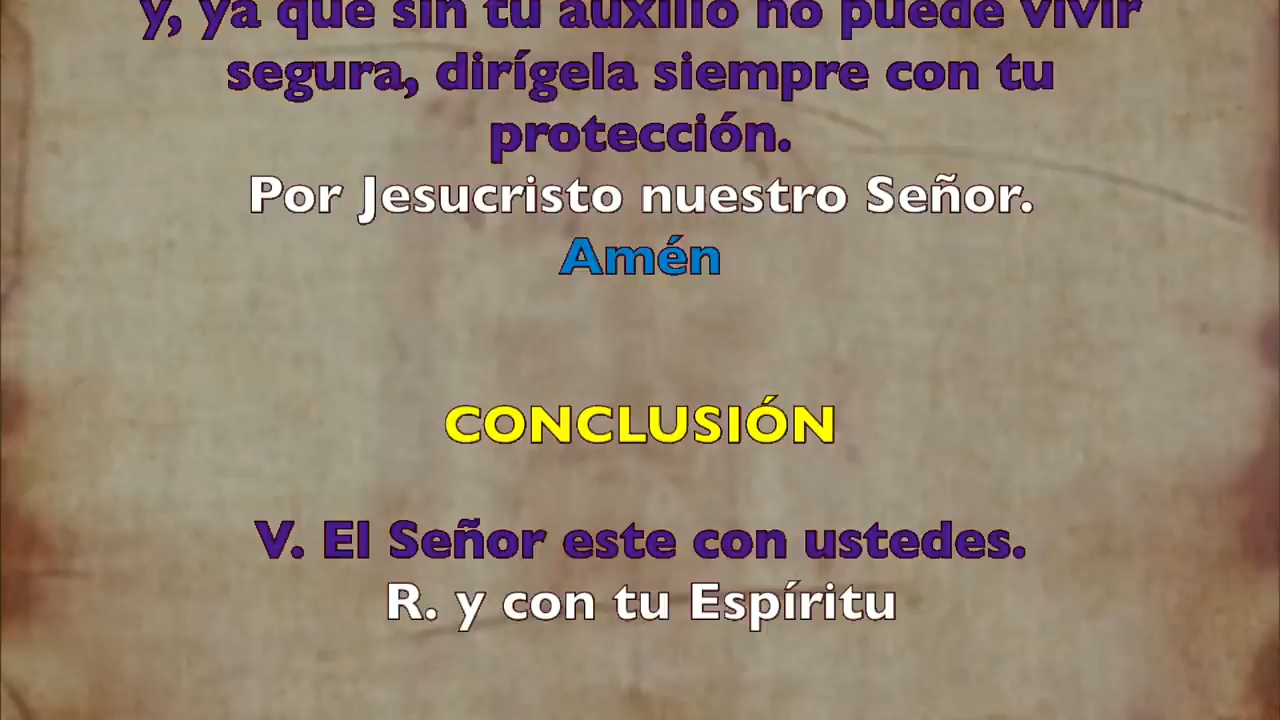 y, ya que sin tu auxilio no puede vivir
segura, dirígela siempre con tu
protección.
Por Jesucristo nuestro Señor.
Amén
CONCLUSIÓN
V. El Señor este con ustedes.
R. y con tu Espíritu